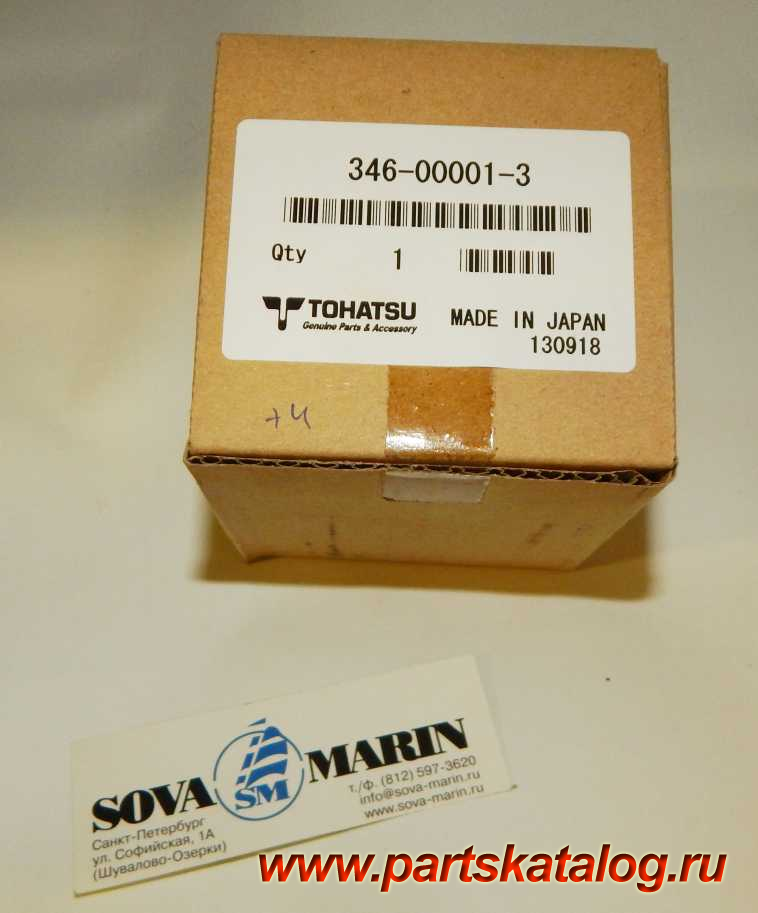 346-00001-3
Qty 1
TOHATSU
Genuine Parts & Accessory
MADE IN JAPAN
130918
+4
SOVA SM MARIN
т./ф. (812) 597-3620
info@sova-marin.ru
www.sova-marin.ru
Санкт-Петербург
ул. Софийская, 1А
(Шувалово-Озерки)
www.partskatalog.ru